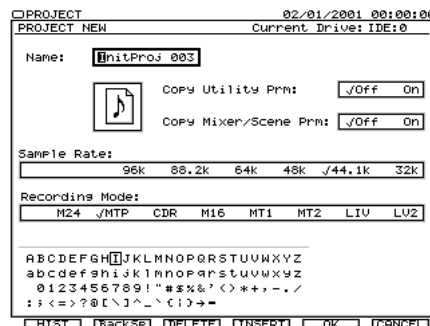 PROJECT 02/01/2001 00:00:00
PROJECT NEW Current Drive: IDE:0
Name: InitProj 003
Copy Utility Prm: √Off On
Copy Mixer/Scene Prm: √Off On
Sample Rate:
96k 88.2k 64k 48k √44.1k 32k
Recording Mode:
M24 √MTP CDR M16 MT1 MT2 LIV LV2
ABCDEFGHIJKLMNOPQRSTUVWXYZ
abcdefghijklmnopqrstuvwxyz
0123456789!"#$%&'()*+,-./
:;<=>?@[\]^_`{|}→←
HIST BackSP DELETE INSERT OK CANCEL